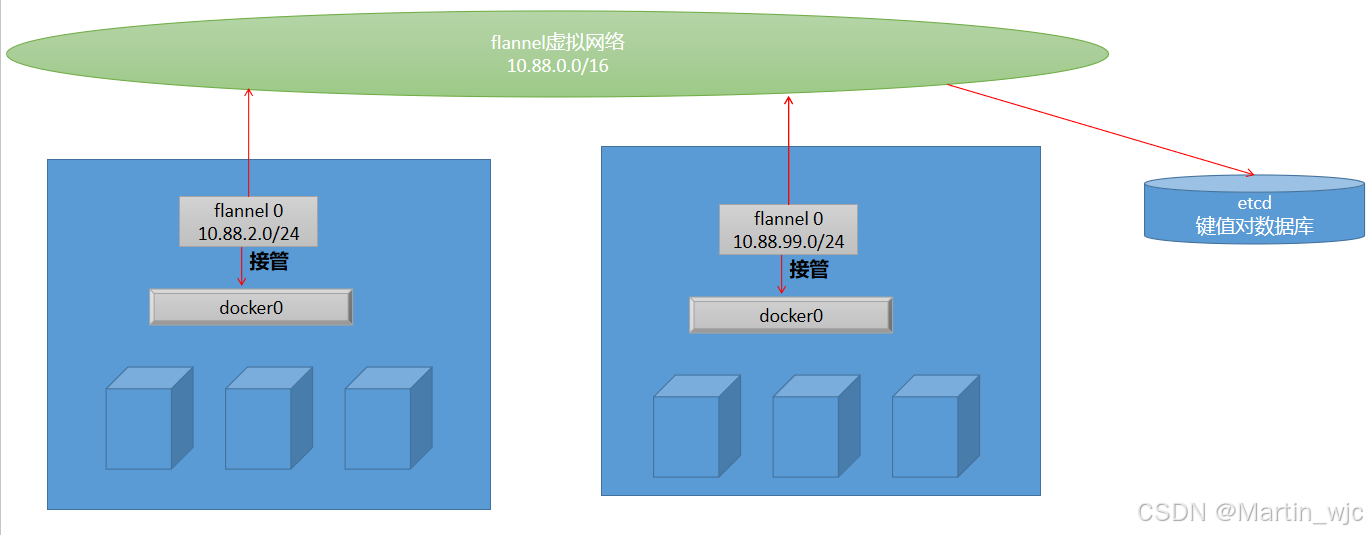 flannel虚拟网络
10.88.0.0/16
flannel 0
10.88.2.0/24
接管
docker0
flannel 0
10.88.99.0/24
接管
docker0
etcd
键值对数据库
CSDN @Martin_wjc